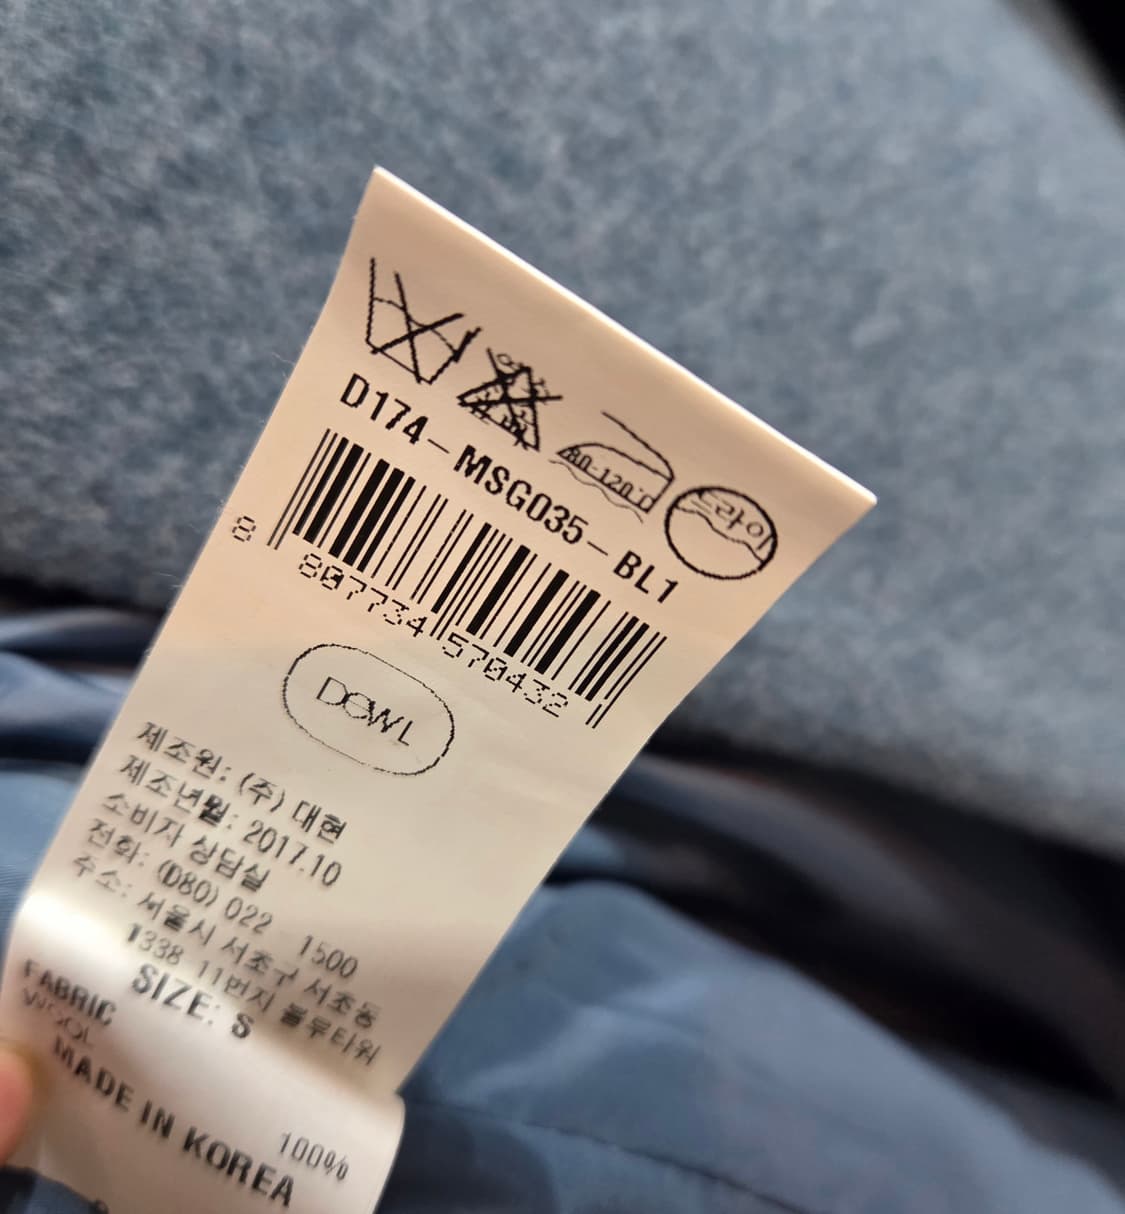 80-120℃
드라이
D174-MSG035-BL1
8 807734 570432
DEWL
제조원: (주) 대현
제조년월: 2017.10
소비자 상담실
전화: (080) 022 1500
주소: 서울시 서초구 서초동
1338 11번지 블루타워
SIZE: S
FABRIC
WOOL 100%
MADE IN KOREA